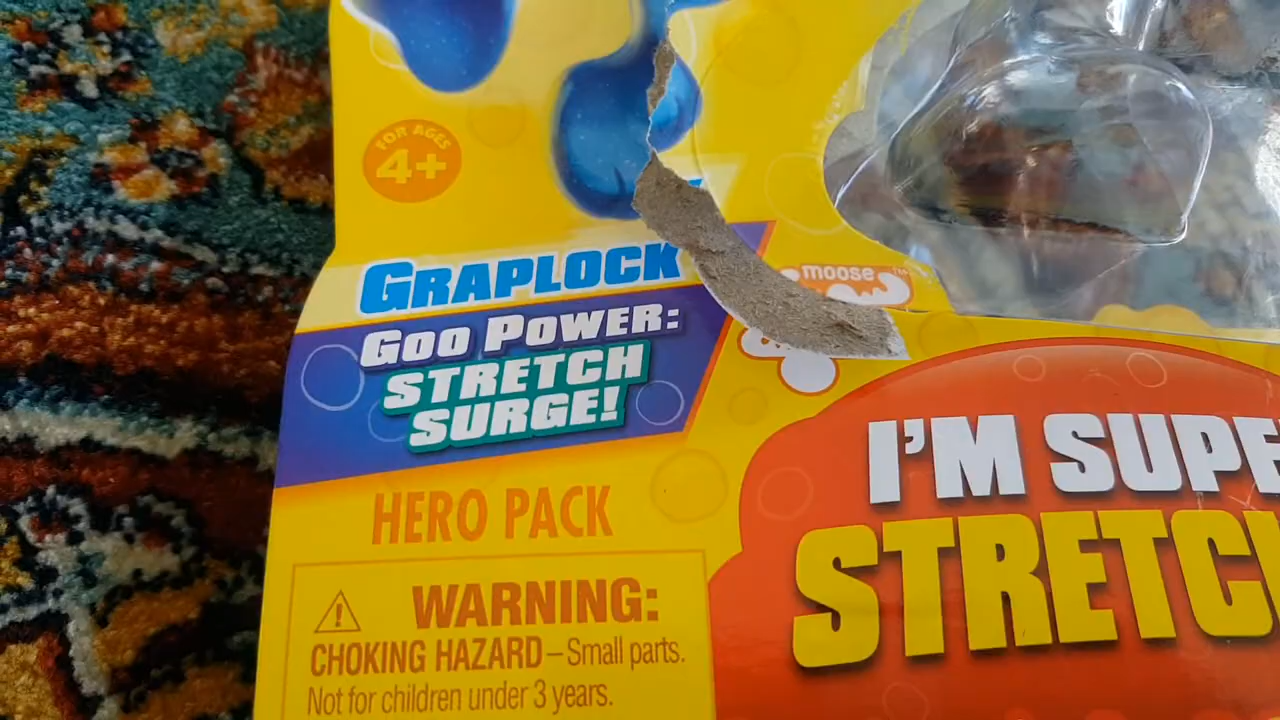 FOR AGES
4+
GRAPLOCK
GOO POWER:
STRETCH
SURGE!
moose™
HERO PACK
I'M SUPE
STRETC
WARNING:
CHOKING HAZARD – Small parts.
Not for children under 3 years.